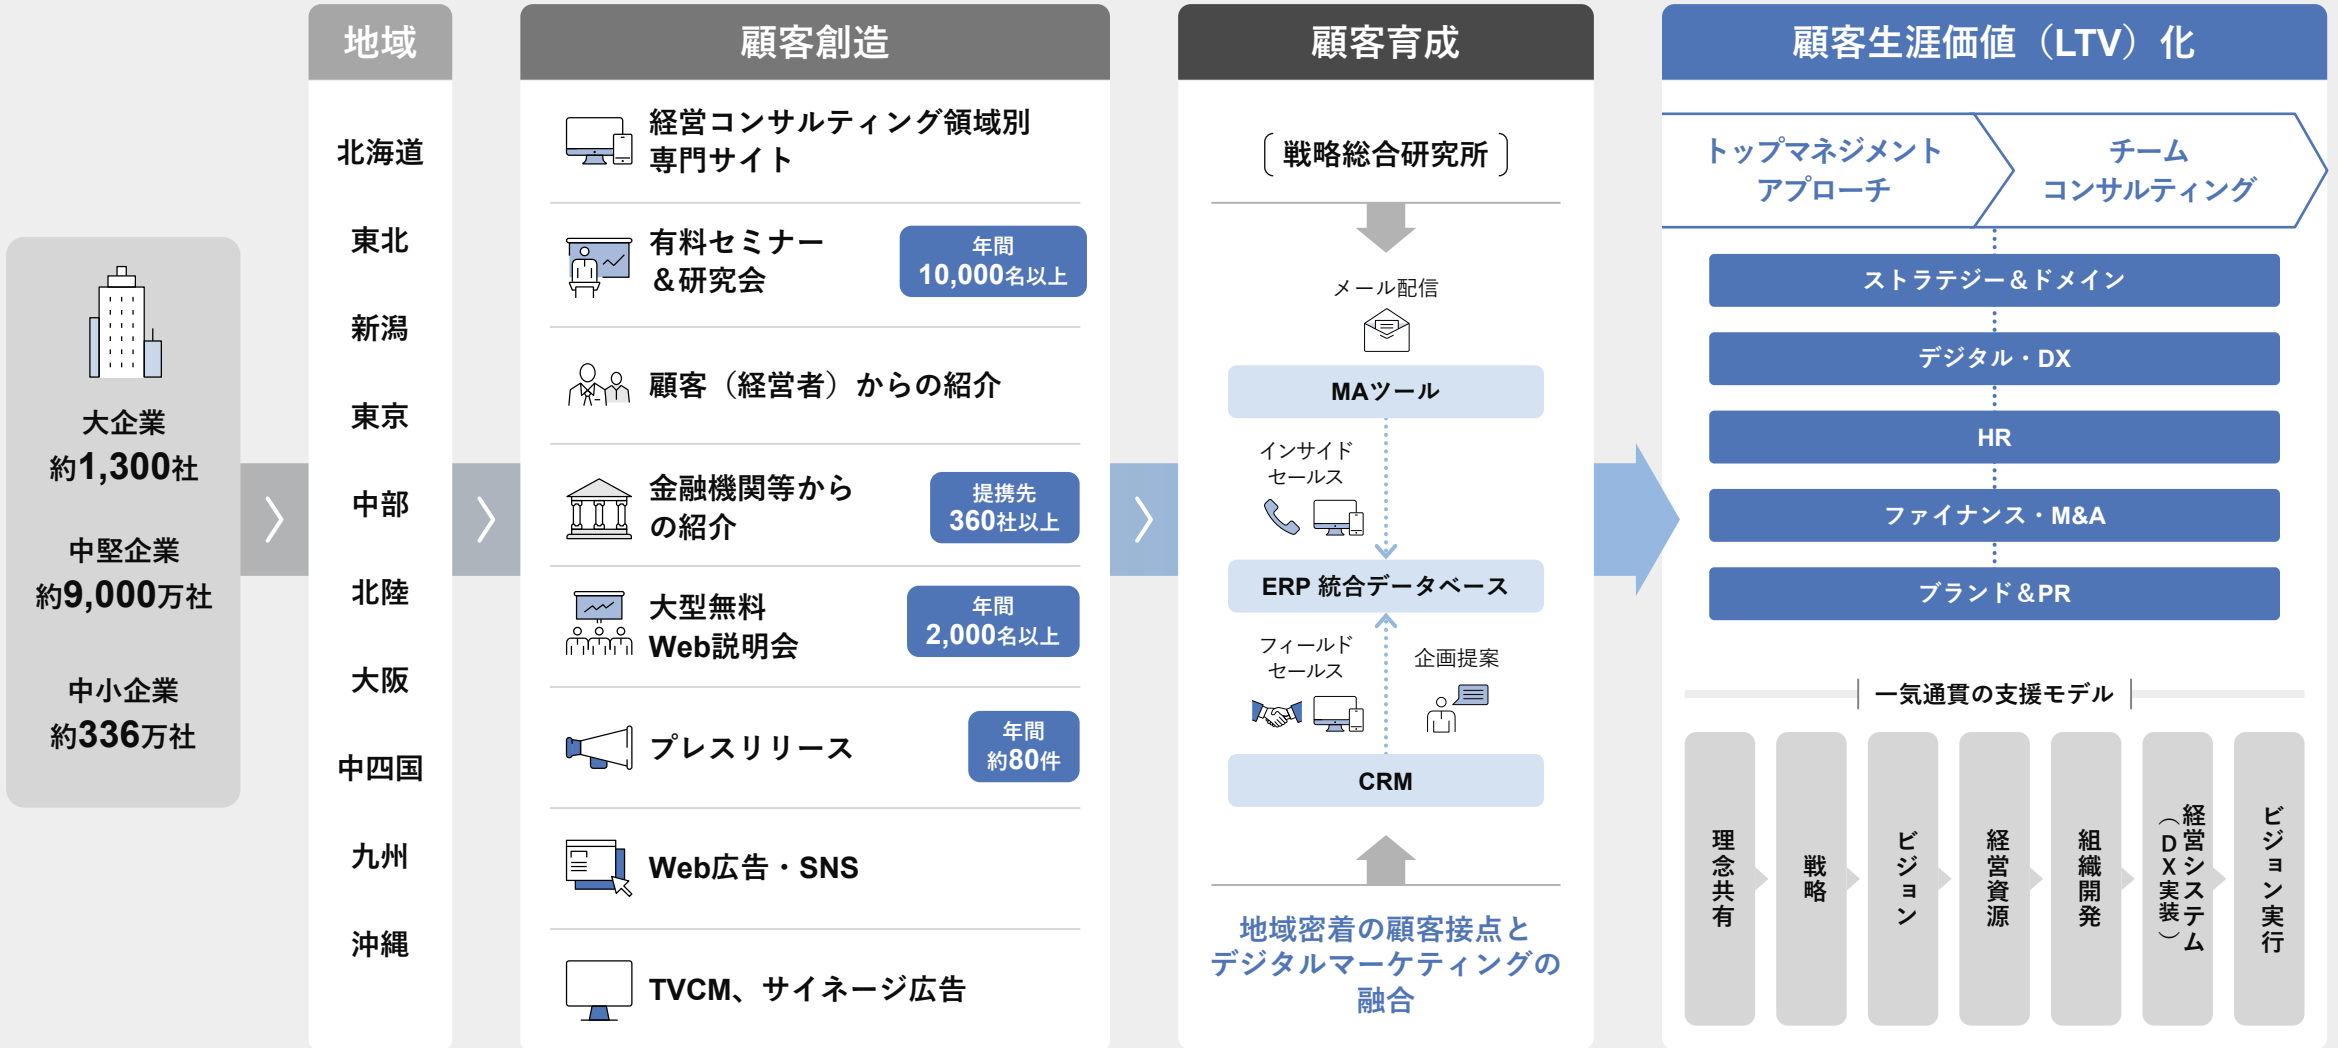 大企業
約1,300社
中堅企業
約9,000万社
中小企業
約336万社
地域
北海道
東北
新潟
東京
中部
北陸
大阪
中四国
九州
沖縄
顧客創造
経営コンサルティング領域別
専門サイト
有料セミナー
&研究会
年間
10,000名以上
顧客（経営者）からの紹介
金融機関等から
の紹介
提携先
360社以上
大型無料
Web説明会
年間
2,000名以上
プレスリリース
年間
約80件
Web広告・SNS
TVCM、サイネージ広告
顧客育成
戦略総合研究所
メール配信
MAツール
インサイド
セールス
ERP 統合データベース
フィールド
セールス
企画提案
CRM
地域密着の顧客接点と
デジタルマーケティングの
融合
顧客生涯価値（LTV）化
トップマネジメント
アプローチ
チーム
コンサルティング
ストラテジー＆ドメイン
デジタル・DX
HR
ファイナンス・M&A
ブランド＆PR
一気通貫の支援モデル
理念共有
戦略
ビジョン
経営資源
組織開発
経営システム
（DX実装）
ビジョン実行